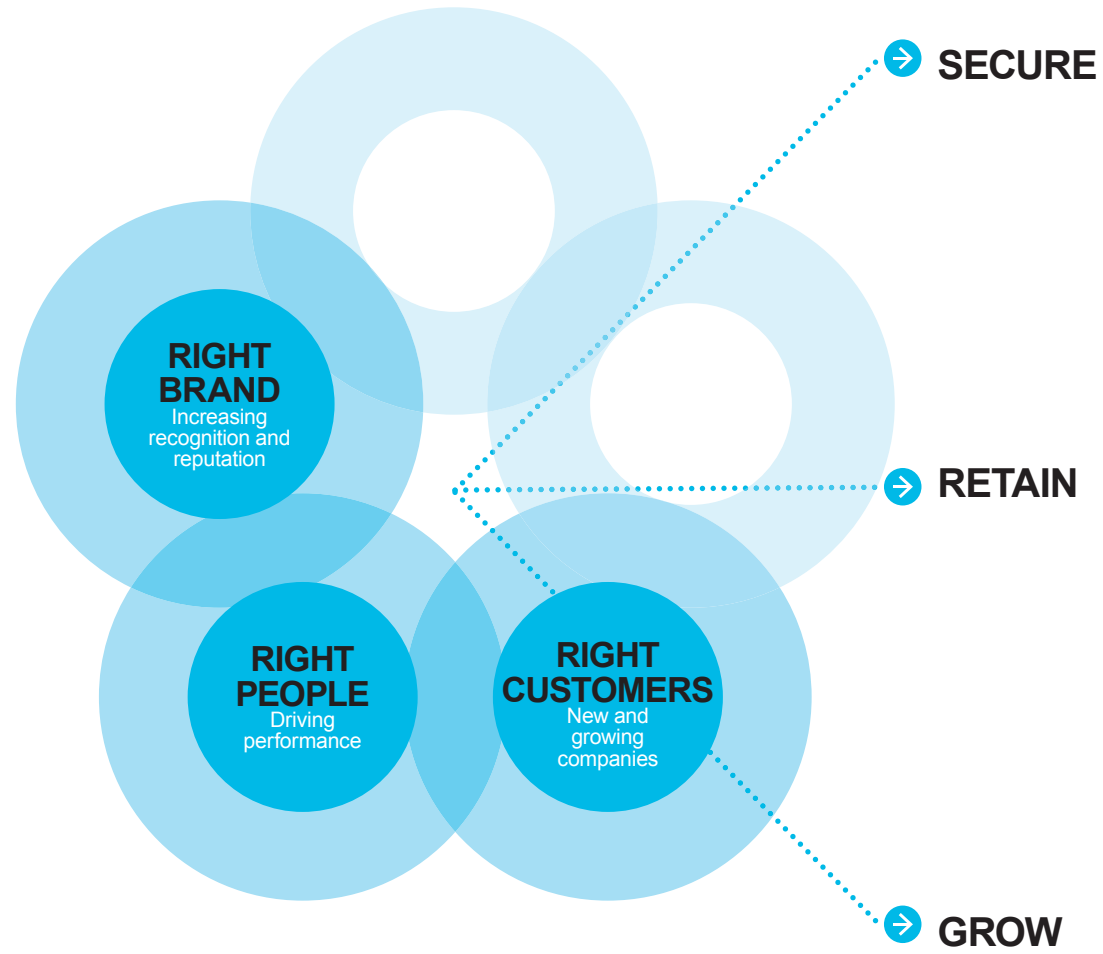 SECURE
RIGHT
BRAND
Increasing
recognition and
reputation
RETAIN
RIGHT
PEOPLE
Driving
performance
RIGHT
CUSTOMERS
New and
growing
companies
GROW